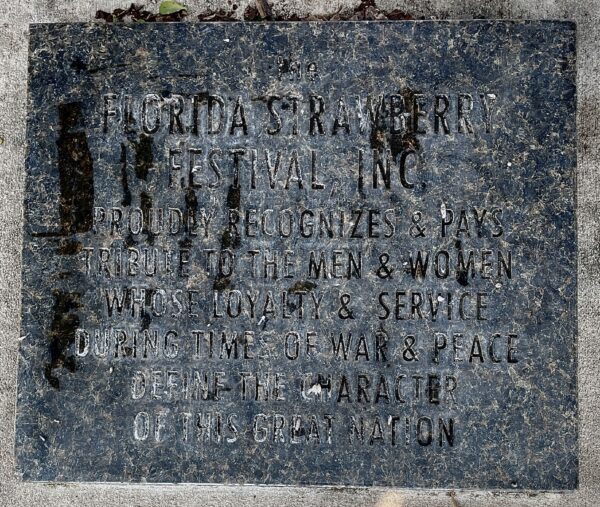 The
FLORIDA STRAWBERRY
FESTIVAL, INC.
PROUDLY RECOGNIZES & PAYS
TRIBUTE TO THE MEN & WOMEN
WHOSE LOYALTY & SERVICE
DURING TIMES OF WAR & PEACE
DEFINE THE CHARACTER
OF THIS GREAT NATION